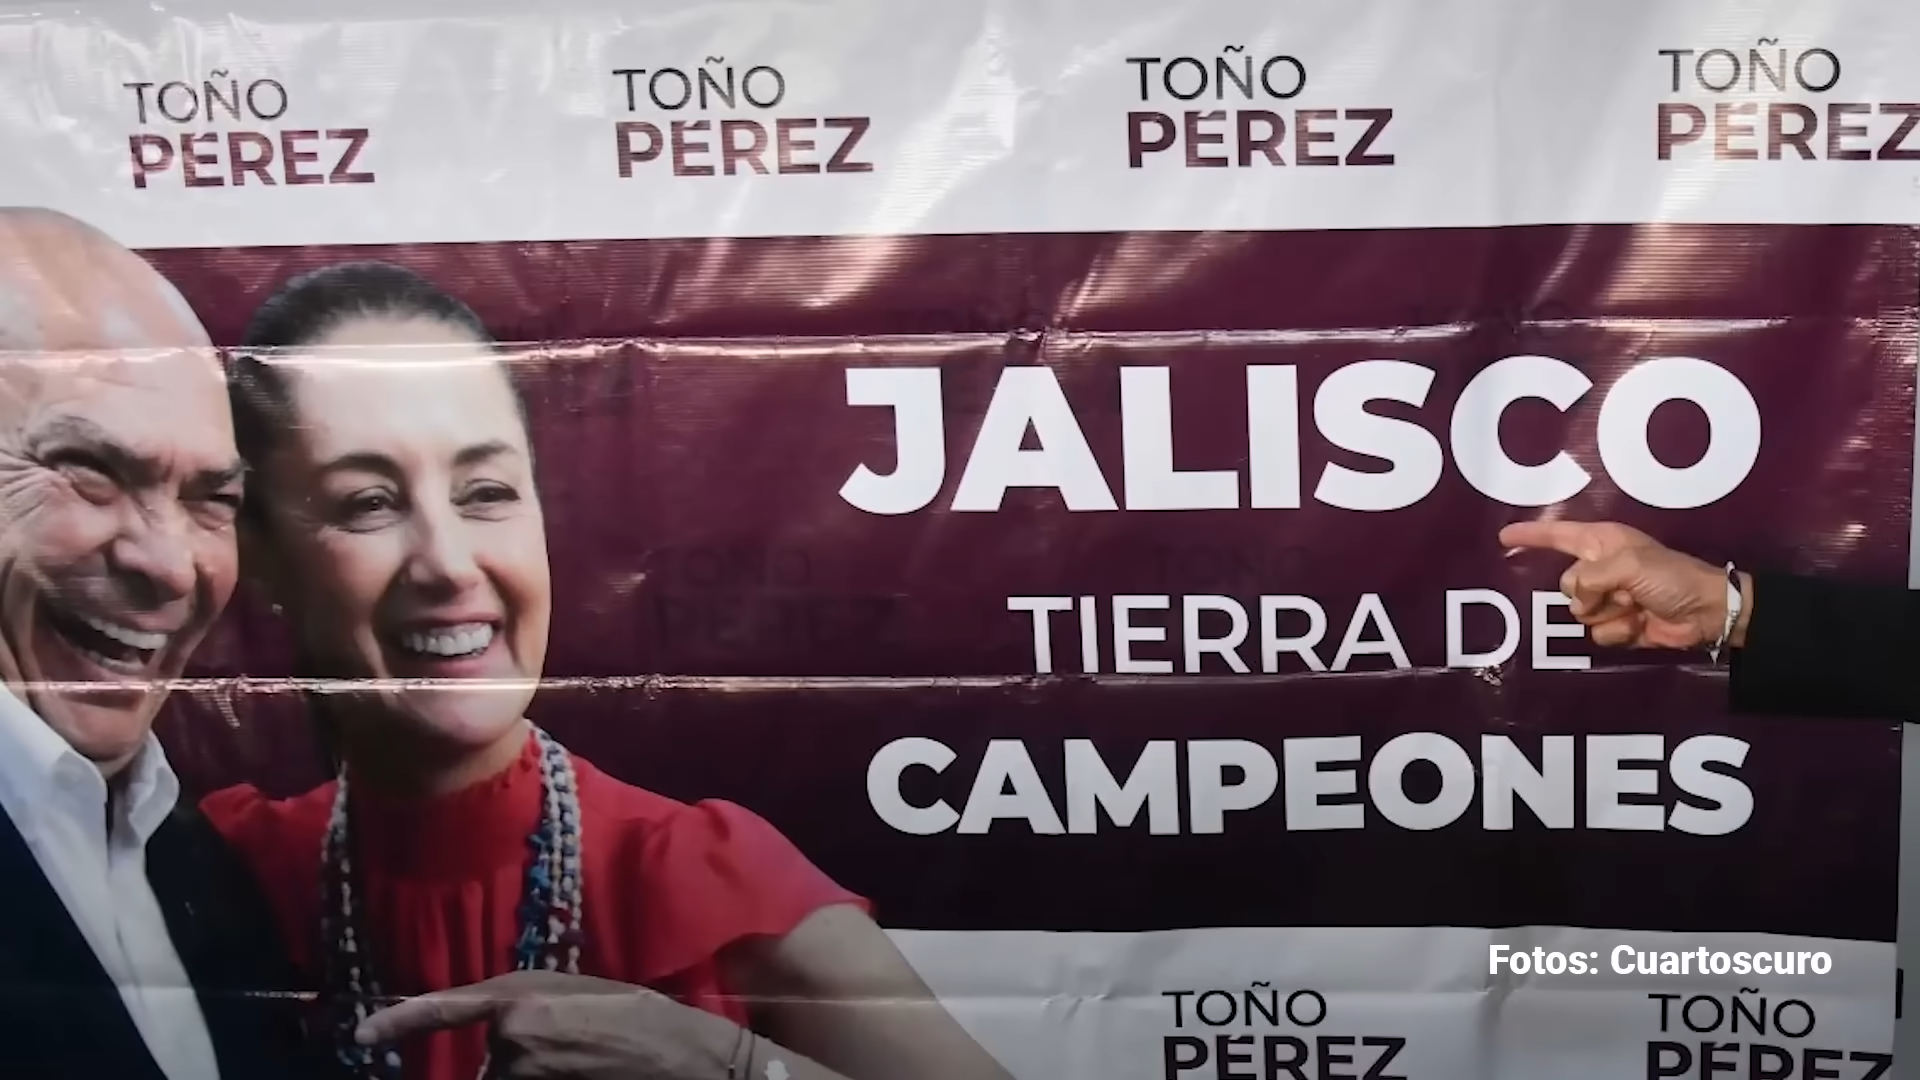 TOÑO TOÑO TOÑO TOÑO
PÉREZ PÉREZ PÉREZ PÉREZ
JALISCO
TIERRA DE
CAMPEONES
Fotos: Cuartoscuro
TOÑO TOÑO
PÉREZ PÉREZ